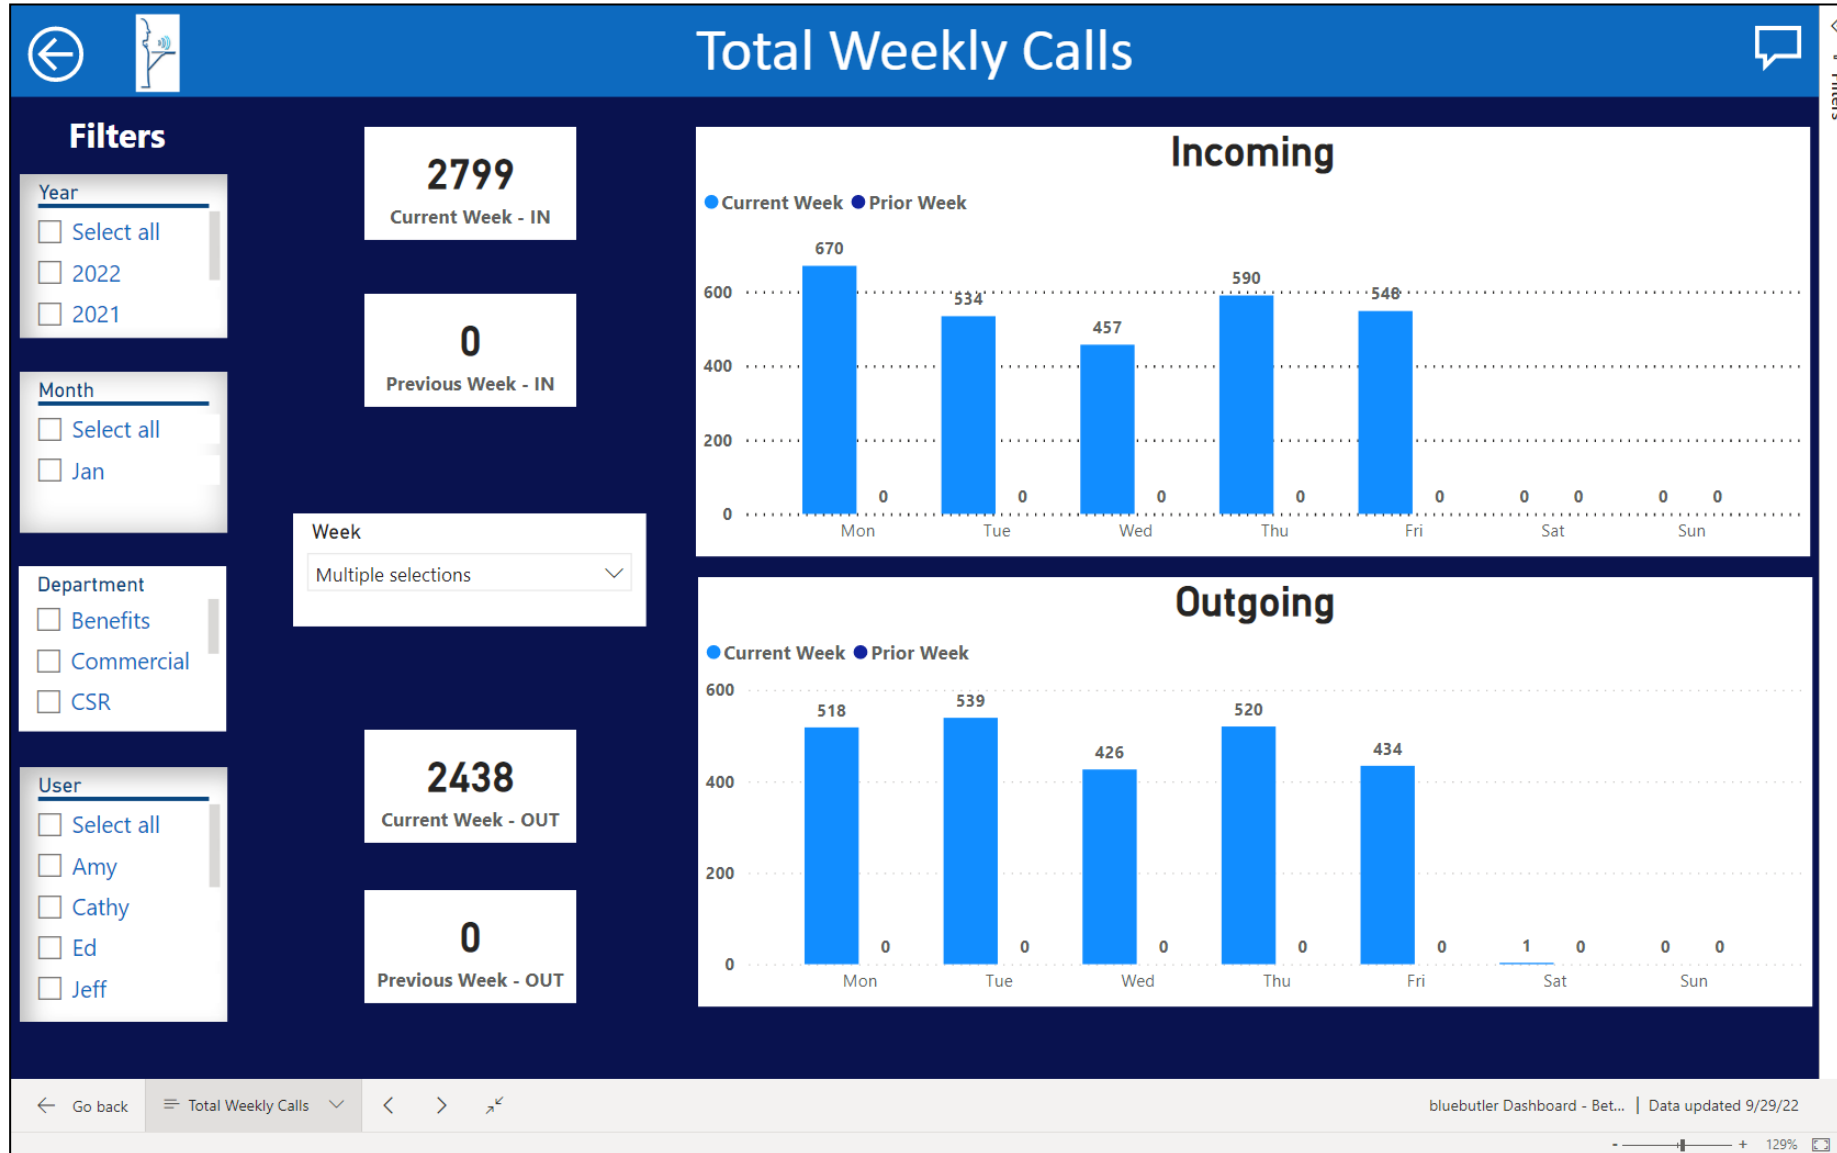 Total Weekly Calls
Filters
Filters
Year
Select all
2022
2021
Month
Select all
Jan
Department
Benefits
Commercial
CSR
User
Select all
Amy
Cathy
Ed
Jeff
2799
Current Week - IN
0
Previous Week - IN
Week
Multiple selections
2438
Current Week - OUT
0
Previous Week - OUT
Incoming
Current Week Prior Week
670
590
600 534 548
457
400
200
0 0 0 0 0 0 0 0 0
0
Mon Tue Wed Thu Fri Sat Sun
Outgoing
Current Week Prior Week
600
518 539 426 520 434
400
200
0 0 0 0 0 1 0 0 0
0
Mon Tue Wed Thu Fri Sat Sun
Go back Total Weekly Calls bluebutler Dashboard - Bet... | Data updated 9/29/22
- + 129%